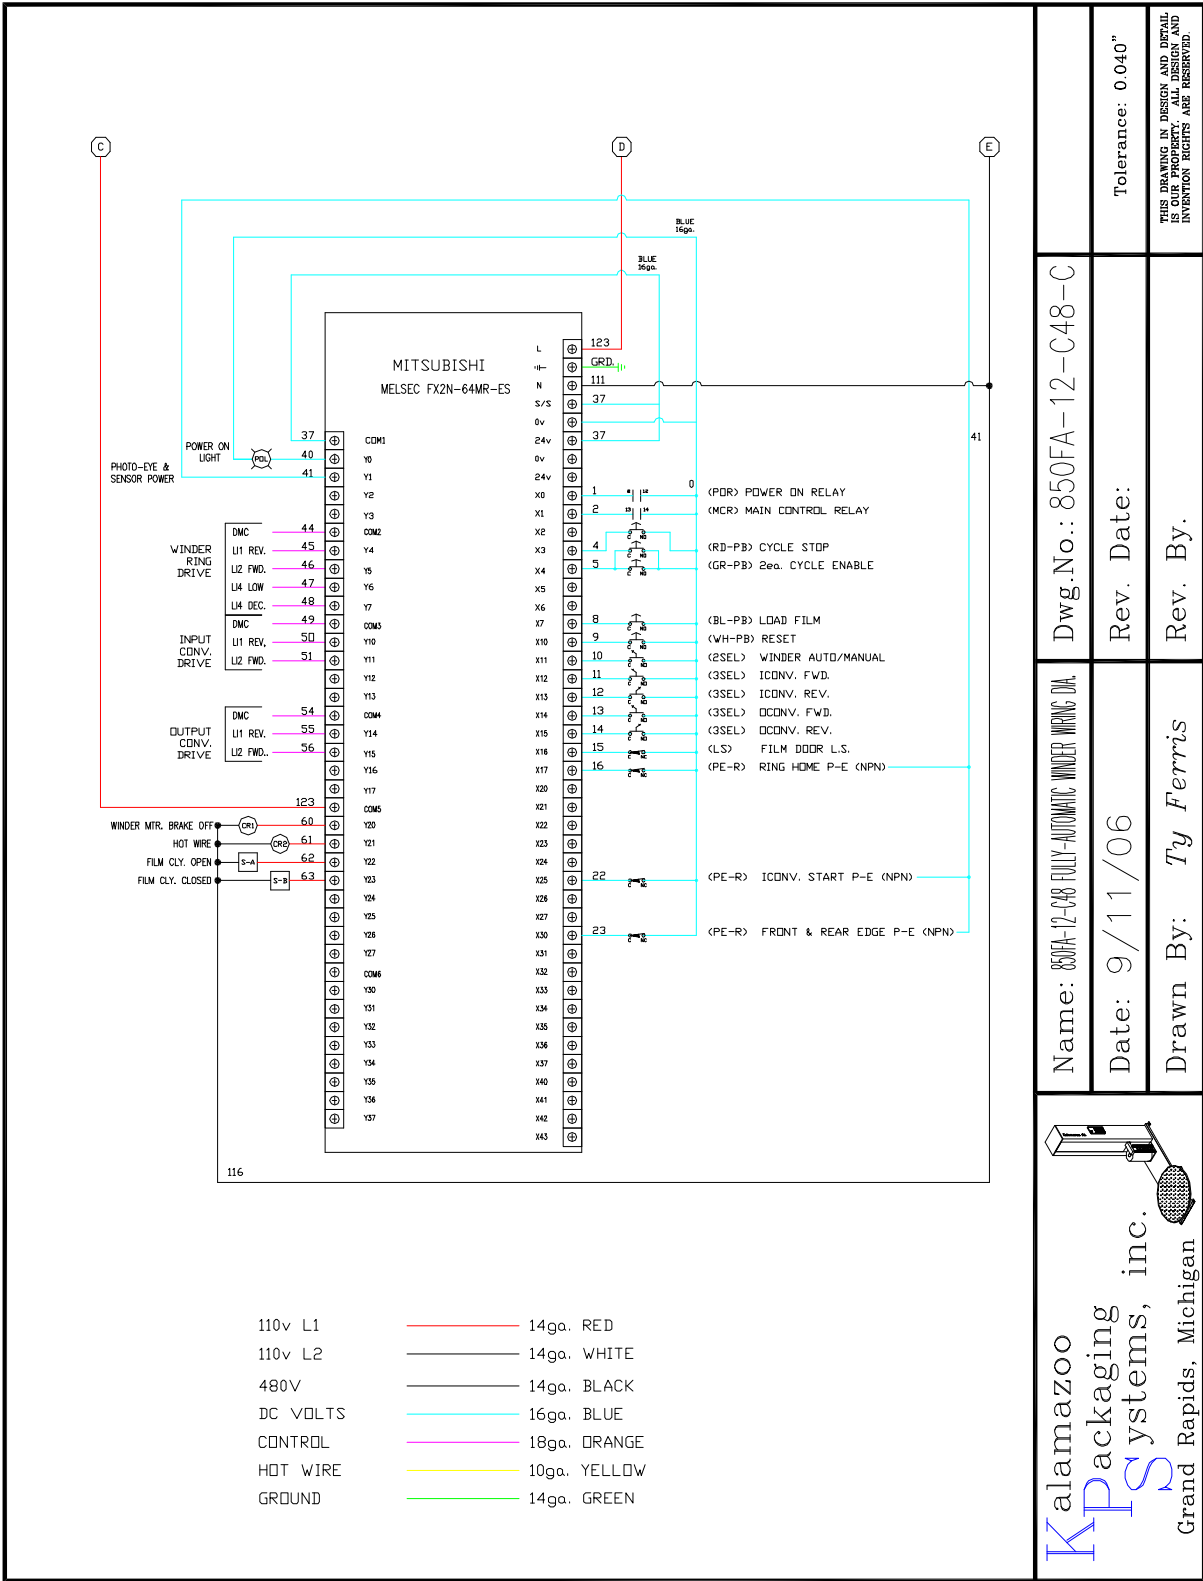 C
D
E
BLUE
16ga.
BLUE
16ga.
MITSUBISHI
MELSEC FX2N-64MR-ES
L 123
GRD.
N 111
S/S 37
0v
24v 37
0v
24v
41
0
37 COM1
POWER ON
LIGHT
POL
40 Y0
PHOTO-EYE &
SENSOR POWER
41 Y1
Y2
Y3
WINDER
RING
DRIVE
DMC 44 COM2
LI1 REV. 45 Y4
LI2 FWD. 46 Y5
LI4 LOW 47 Y6
LI4 DEC. 48 Y7
INPUT
CONV.
DRIVE
DMC 49 COM3
LI1 REV. 50 Y10
LI2 FWD. 51 Y11
Y12
Y13
OUTPUT
CONV.
DRIVE
DMC 54 COM4
LI1 REV. 55 Y14
LI2 FWD.. 56 Y15
Y16
Y17
123 COM5
WINDER MTR. BRAKE OFF CR1 60 Y20
HOT WIRE CR2 61 Y21
FILM CLY. OPEN S-A 62 Y22
FILM CLY. CLOSED S-B 63 Y23
Y24
Y25
Y26
Y27
COM6
Y30
Y31
Y32
Y33
Y34
Y35
Y36
Y37
X0 1 (POR) POWER ON RELAY
X1 2 13 14 (MCR) MAIN CONTROL RELAY
X2
X3 4 (RD-PB) CYCLE STOP
X4 5 (GR-PB) 2ea. CYCLE ENABLE
X5
X6
X7 8 (BL-PB) LOAD FILM
X10 9 (WH-PB) RESET
X11 10 (2SEL) WINDER AUTO/MANUAL
X12 11 (3SEL) ICONV. FWD.
X13 12 (3SEL) ICONV. REV.
X14 13 (3SEL) OCONV. FWD.
X15 14 (3SEL) OCONV. REV.
X16 15 (LS) FILM DOOR L.S.
X17 16 (PE-R) RING HOME P-E (NPN)
X20
X21
X22
X23
X24
X25 22 (PE-R) ICONV. START P-E (NPN)
X26
X27
X30 23 (PE-R) FRONT & REAR EDGE P-E (NPN)
X31
X32
X33
X34
X35
X36
X37
X40
X41
X42
X43
116
110v L1 14ga. RED
110v L2 14ga. WHITE
480V 14ga. BLACK
DC VOLTS 16ga. BLUE
CONTROL 18ga. ORANGE
HOT WIRE 10ga. YELLOW
GROUND 14ga. GREEN
Kalamazoo
Packaging
Systems, inc.
Grand Rapids, Michigan
Name: 850FA-12-C48 FULLY-AUTOMATIC WINDER WIRING DIA.
Date: 9/11/06
Drawn By: Ty Ferris
Dwg.No.: 850FA-12-C48-C
Rev. Date:
Rev. By.
Tolerance: 0.040"
THIS DRAWING IN DESIGN AND DETAIL
IS OUR PROPERTY. ALL DESIGN AND
INVENTION RIGHTS ARE RESERVED.